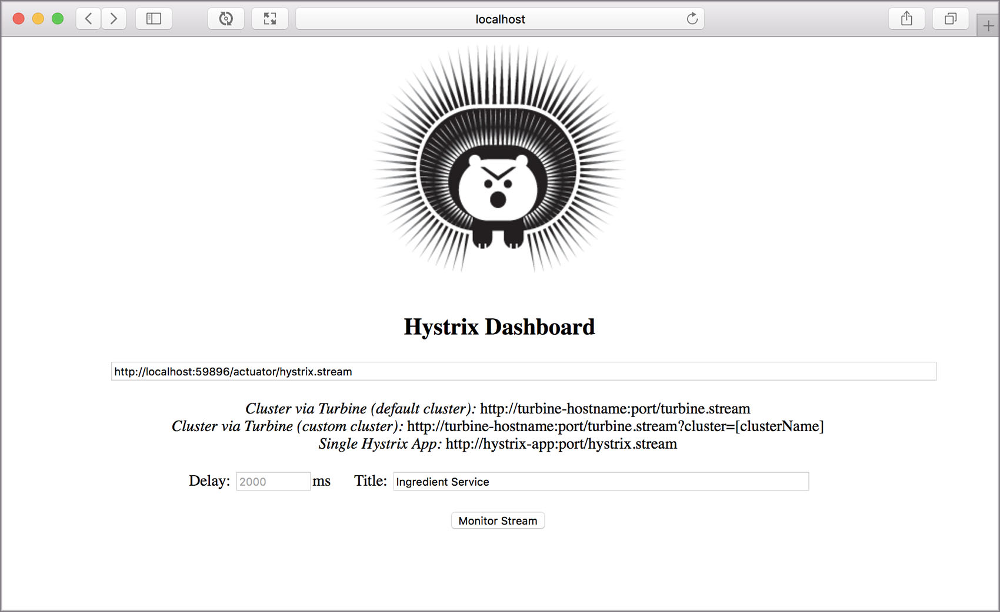 localhost
Hystrix Dashboard
http://localhost:59896/actuator/hystrix.stream
Cluster via Turbine (default cluster): http://turbine-hostname:port/turbine.stream
Cluster via Turbine (custom cluster): http://turbine-hostname:port/turbine.stream?cluster=[clusterName]
Single Hystrix App: http://hystrix-app:port/hystrix.stream
Delay: 2000 ms Title: Ingredient Service
Monitor Stream